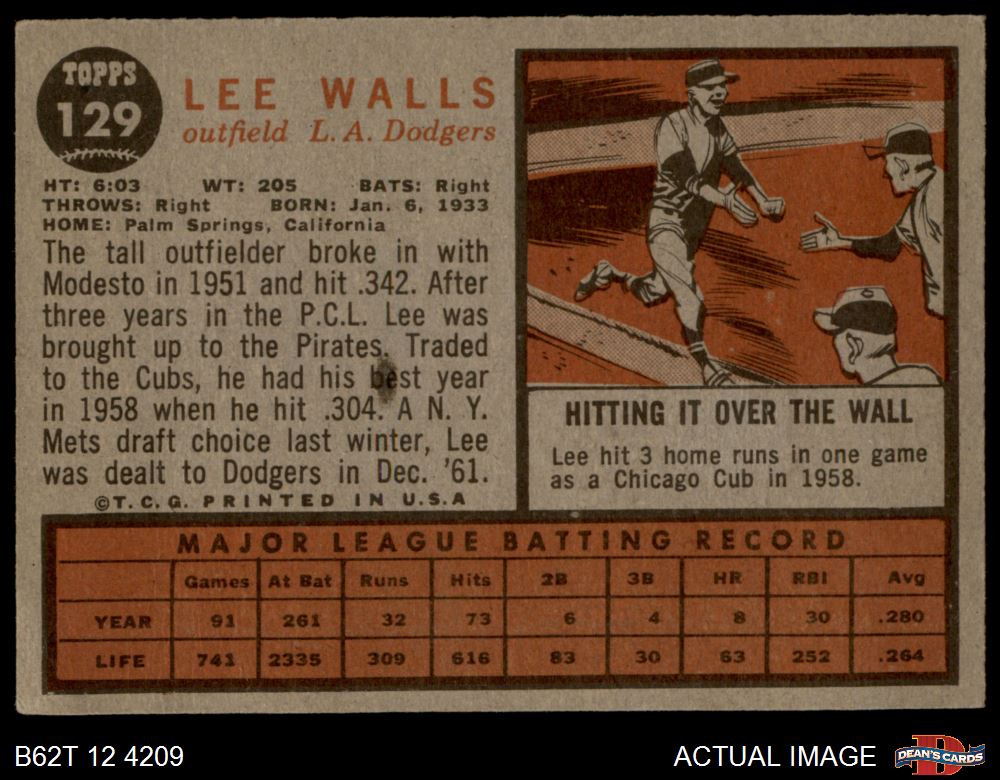 TOPPS
129
LEE WALLS
outfield L.A. Dodgers
HT: 6:03 WT: 205 BATS: Right
THROWS: Right BORN: Jan. 6, 1933
HOME: Palm Springs, California
The tall outfielder broke in with
Modesto in 1951 and hit .342. After
three years in the P.C.L. Lee was
brought up to the Pirates. Traded
to the Cubs, he had his best year
in 1958 when he hit .304. A N. Y.
Mets draft choice last winter, Lee
was dealt to Dodgers in Dec. '61.
©T.C.G. PRINTED IN U.S.A
HITTING IT OVER THE WALL
Lee hit 3 home runs in one game
as a Chicago Cub in 1958.
MAJOR LEAGUE BATTING RECORD
Games At Bat Runs Hits 2B 3B HR RBI Avg
YEAR 91 261 32 73 6 4 8 30 .280
LIFE 741 2335 309 616 83 30 63 252 .264
B62T 12 4209
ACTUAL IMAGE
D
DEAN'S CARDS